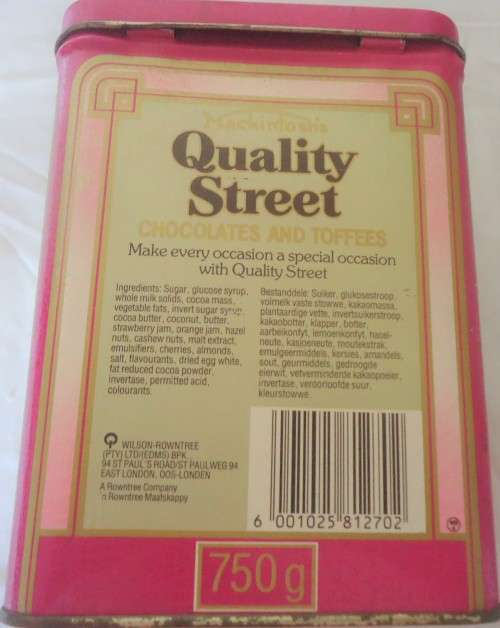 Mackintosh's
Quality
Street
CHOCOLATES AND TOFFEES
Make every occasion a special occasion
with Quality Street
Ingredients: Sugar, glucose syrup,
whole milk solids, cocoa mass,
vegetable fats, invert sugar syrup,
cocoa butter, coconut, butter,
strawberry jam, orange jam, hazel
nuts, cashew nuts, malt extract,
emulsifiers, cherries, almonds,
salt, flavourants, dried egg white,
fat reduced cocoa powder,
invertase, permitted acid,
colourants.
Bestanddele: Suiker, glukosestroop,
volmelk vaste stowwe, kakaomassa,
plantaardige vette, invertsuikerstroop,
kakaobotter, klapper, botter,
aarbeikonfyt, lemoenkonfyt, hasel-
neute, kasjoeneute, moutekstrak,
emulgeermiddels, kersies, amandels,
sout, geurmiddels, gedroogde
eierwit, vetverminderde kakaopoeier,
invertase, veroorloofde suur,
kleurstowwe.
WILSON-ROWNTREE
(PTY) LTD/(EDMS) BPK.
94 ST PAUL'S ROAD/ST PAULWEG 94
EAST LONDON, OOS-LONDEN
A Rowntree Company
'n Rowntree Maatskappy
6 001025 812702
750 g